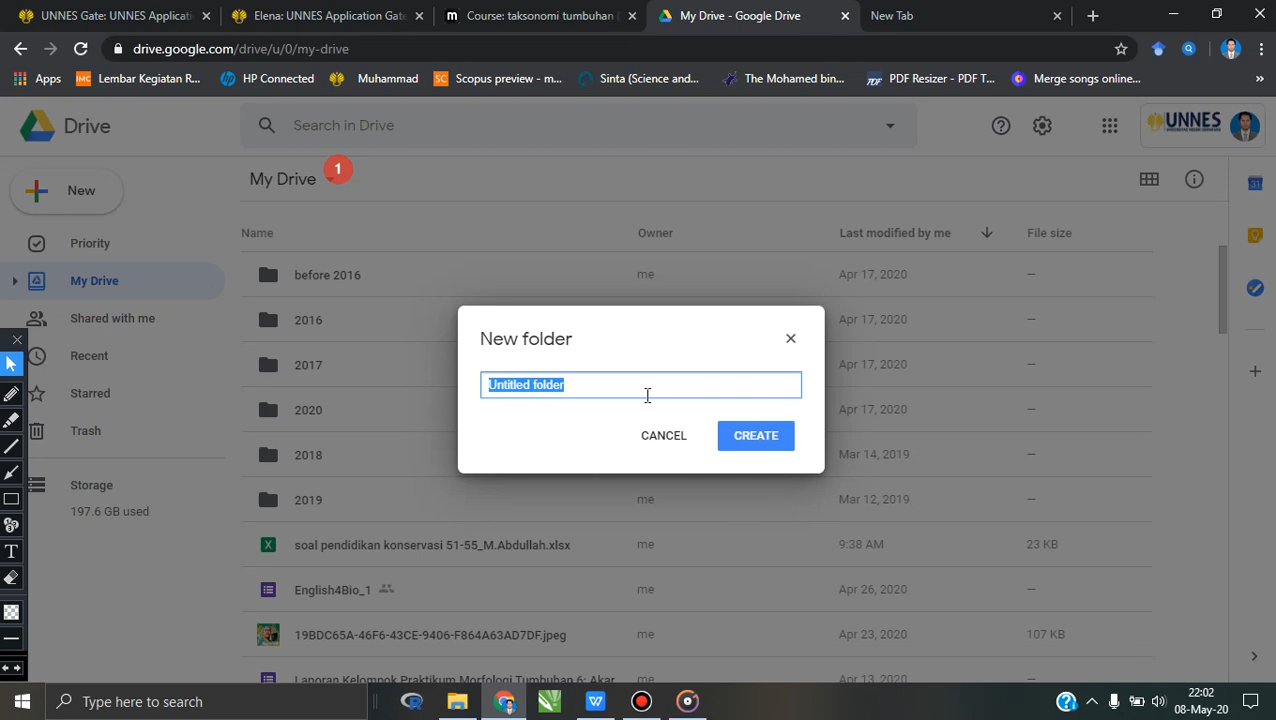 UNNES Gate: UNNES Applicati
Elena: UNNES Application Gate
Course: taksonomi tumbuhan (
My Drive - Google Drive
New Tab
drive.google.com/drive/u/0/my-drive
Apps
Lembar Kegiatan R...
HP Connected
Muhammad
Scopus preview - m...
Sinta (Science and...
The Mohamed bin...
PDF Resizer - PDF T...
Merge songs online...
Drive
Search in Drive
UNNES
My Drive
1
New
Name
Owner
Last modified by me
File size
Priority
My Drive
Shared with me
Recent
Starred
Trash
Storage
197.6 GB used
before 2016 me Apr 17, 2020 —
2016 Apr 17, 2020 —
2017 Apr 17, 2020 —
2020 Apr 17, 2020 —
2018 Mar 14, 2019 —
2019 me Mar 12, 2019 —
soal pendidikan konservasi 51-55_M.Abdullah.xlsx me 9:38 AM 23 KB
English4Bio_1 me Apr 26, 2020 —
19BDC65A-46F6-43CE-9406-F864A63AD7DF.jpeg me Apr 23, 2020 107 KB
Laporan Kelompok Praktikum Morfologi Tumbuhan 6: Akar me Apr 13, 2020 —
New folder
Untitled folder
CANCEL
CREATE
31
T
Type here to search
22:02
08-May-20